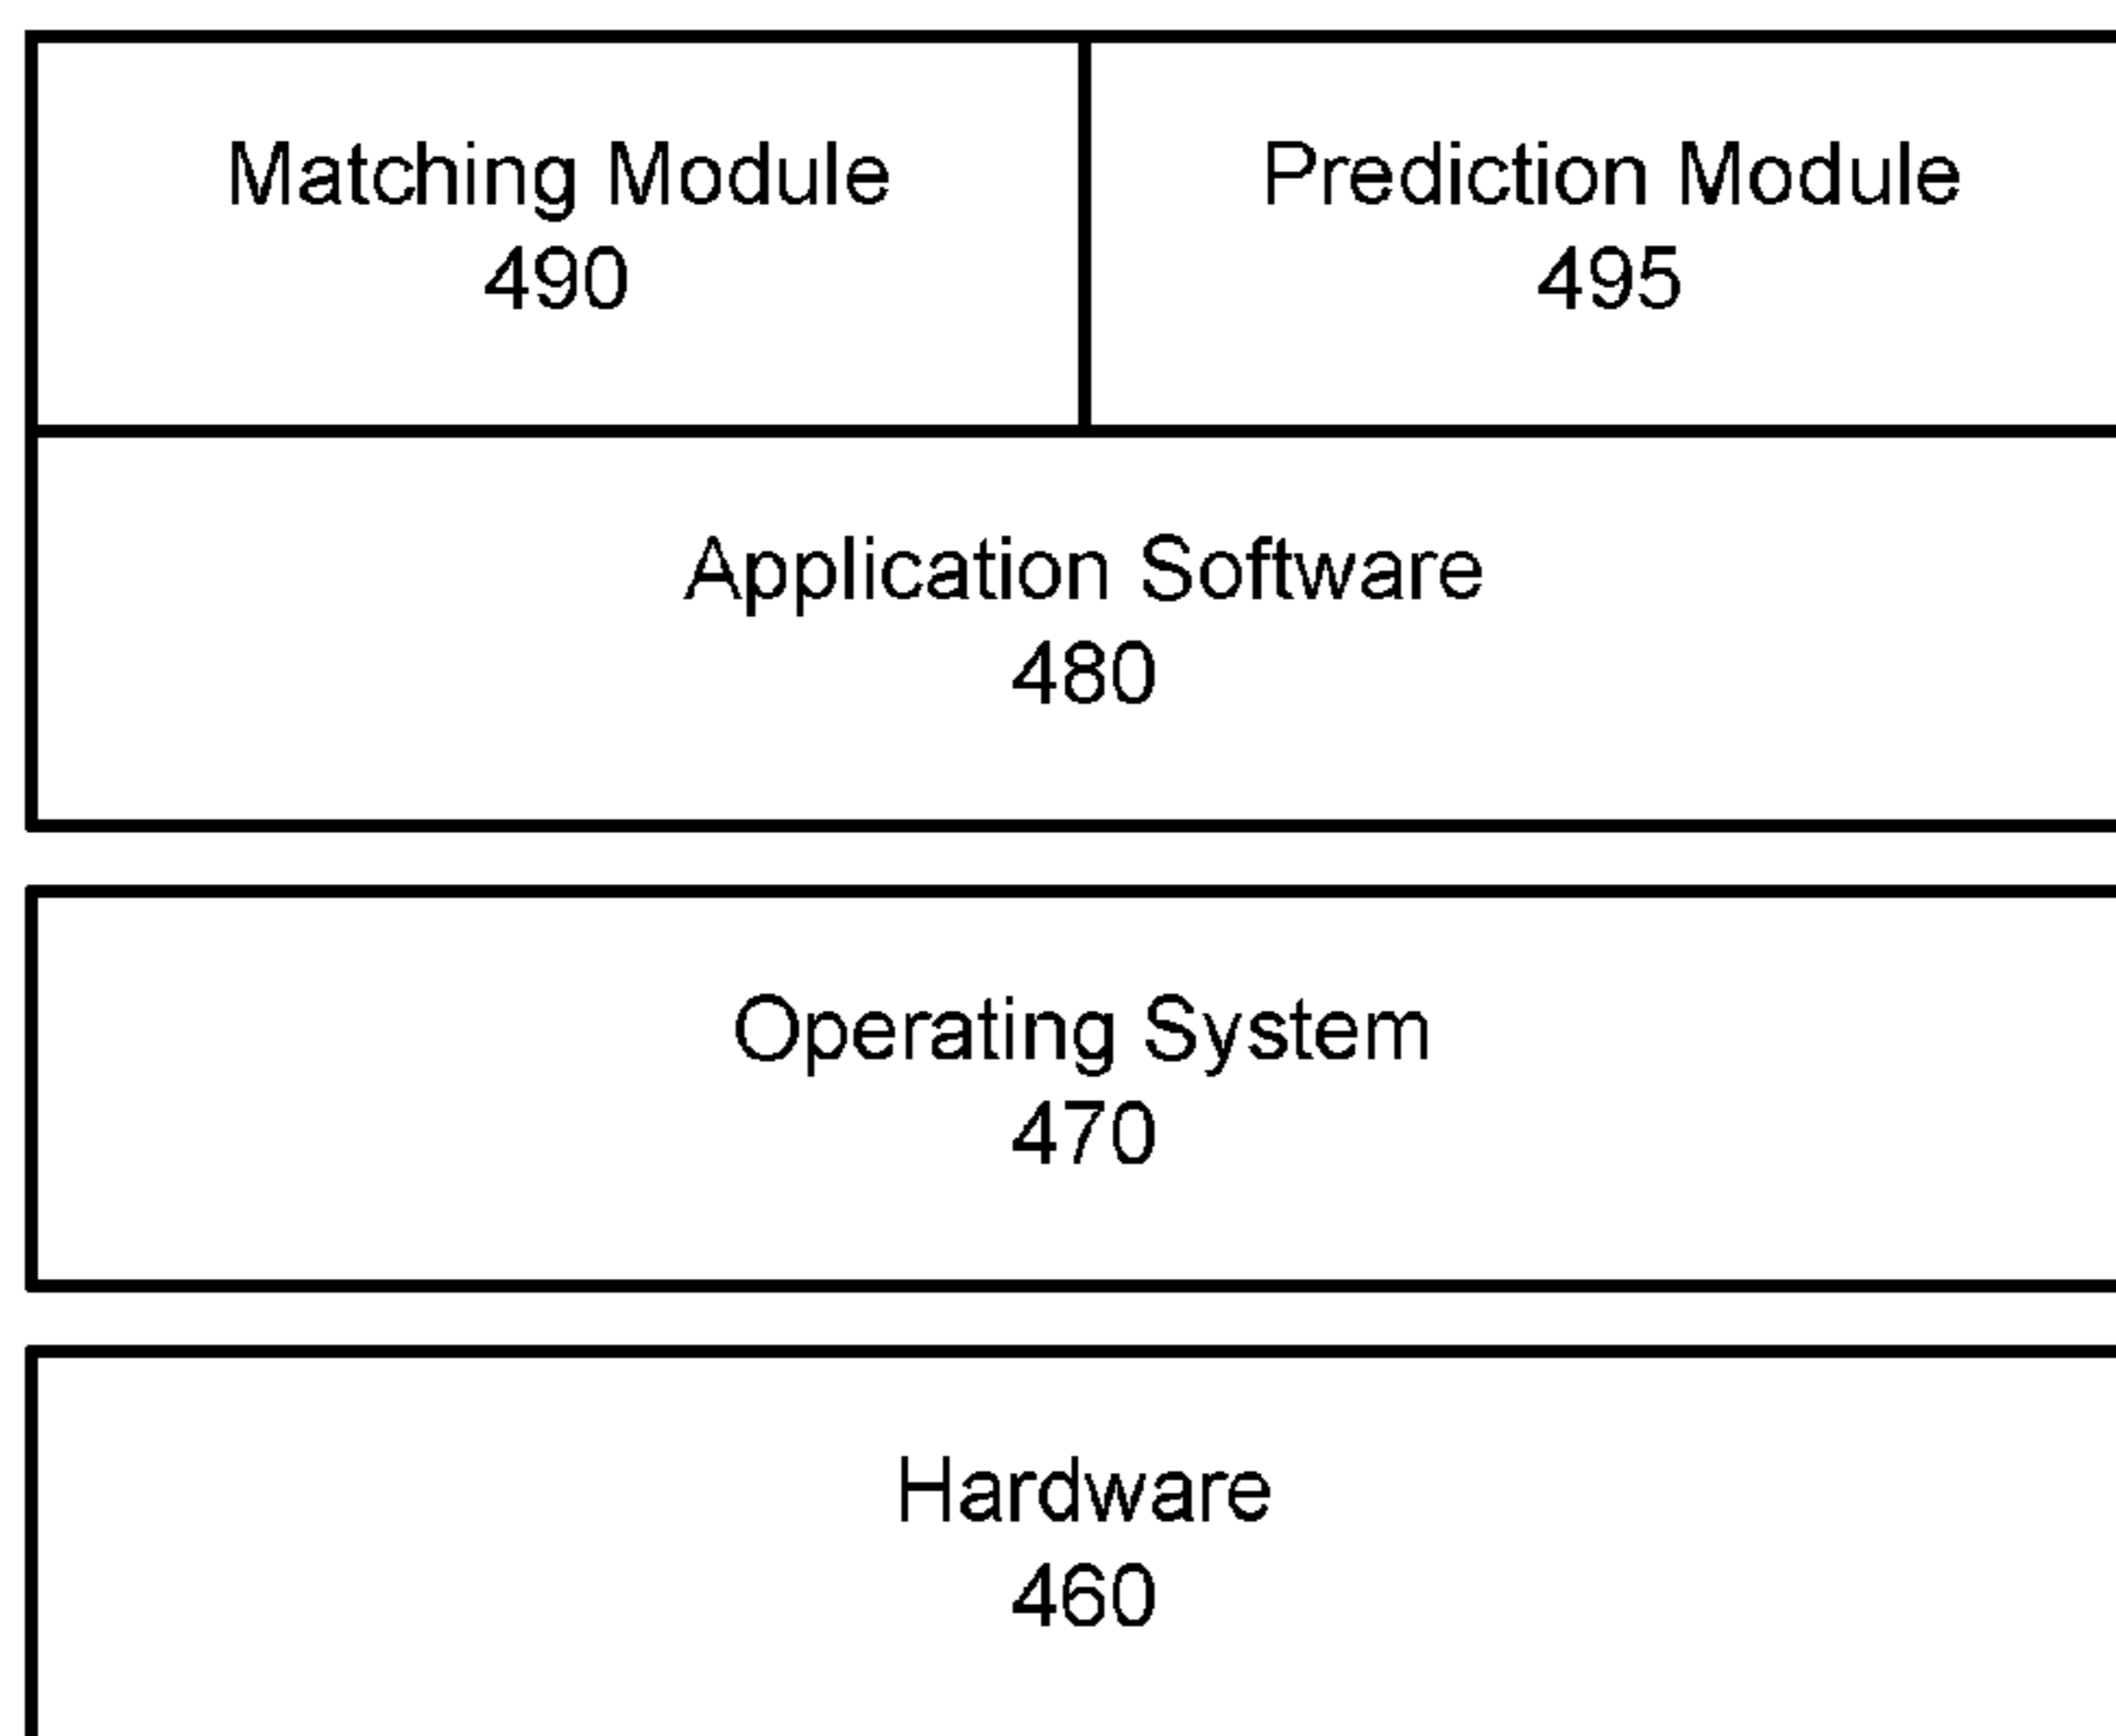 Matching Module
490
Prediction Module
495
Application Software
480
Operating System
470
Hardware
460